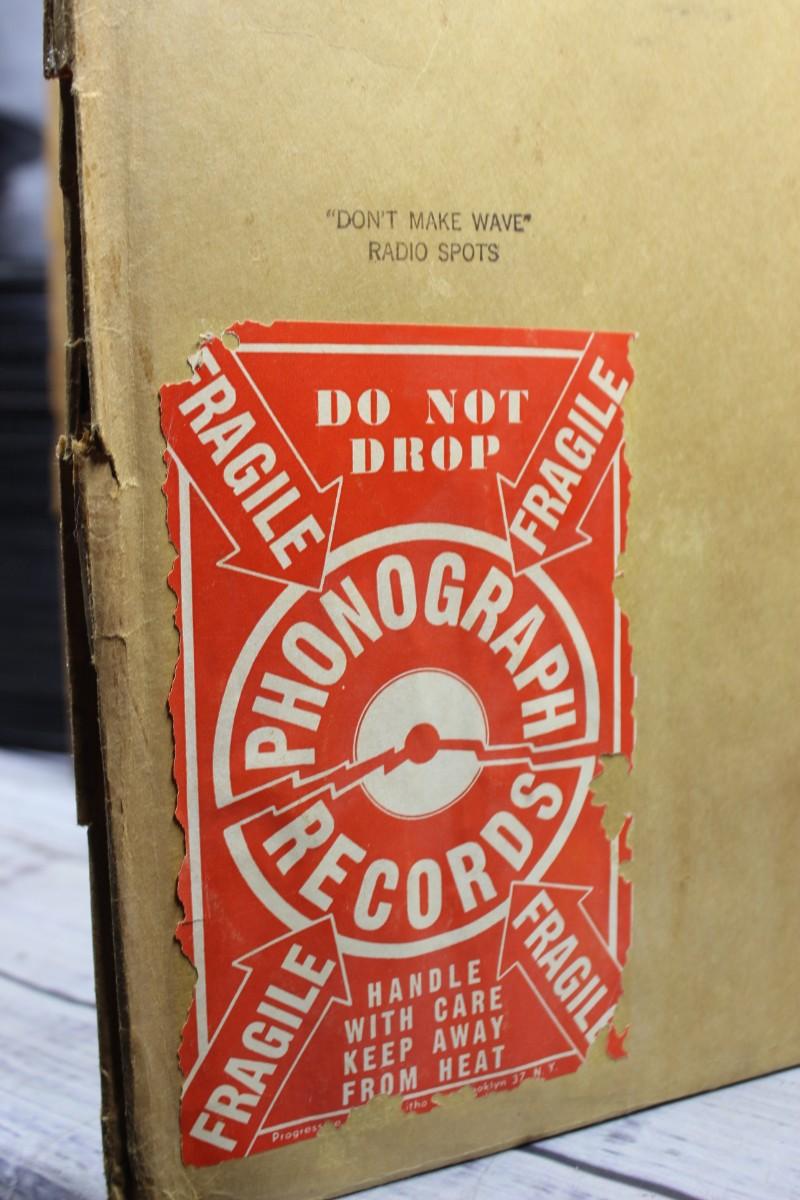 "DON'T MAKE WAVE"
RADIO SPOTS
DO NOT
DROP
FRAGILE
FRAGILE
PHONOGRAPH
RECORDS
FRAGILE
FRAGILE
HANDLE
WITH CARE
KEEP AWAY
FROM HEAT
37 N. Y.